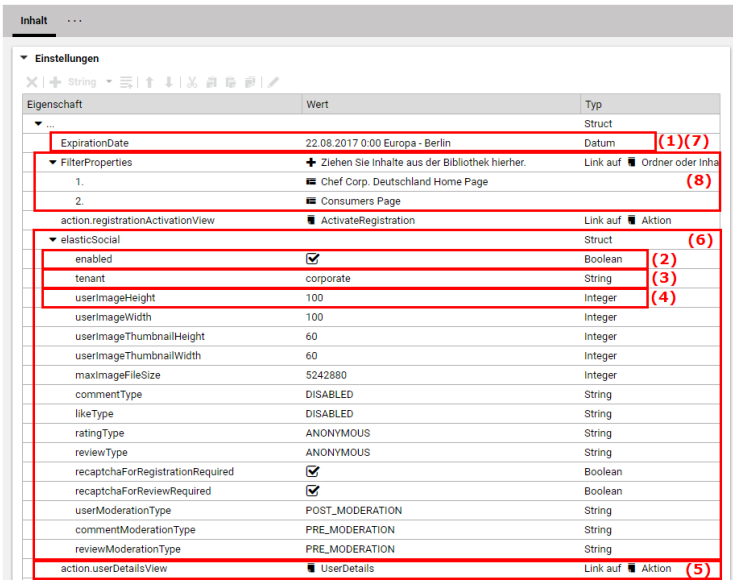 Inhalt ...
Einstellungen
String
Eigenschaft Wert Typ
... Struct
ExpirationDate 22.08.2017 0:00 Europa - Berlin Datum (1)(7)
FilterProperties Ziehen Sie Inhalte aus der Bibliothek hierher. Link auf Ordner oder Inha
1. Chef Corp. Deutschland Home Page (8)
2. Consumers Page
action.registrationActivationView ActivateRegistration Link auf Aktion
elasticSocial Struct (6)
enabled Boolean (2)
tenant corporate String (3)
userImageHeight 100 Integer (4)
userImageWidth 100 Integer
userImageThumbnailHeight 60 Integer
userImageThumbnailWidth 60 Integer
maxImageFileSize 5242880 Integer
commentType DISABLED String
likeType DISABLED String
ratingType ANONYMOUS String
reviewType ANONYMOUS String
recaptchaForRegistrationRequired Boolean
recaptchaForReviewRequired Boolean
userModerationType POST_MODERATION String
commentModerationType PRE_MODERATION String
reviewModerationType PRE_MODERATION String
action.userDetailsView UserDetails Link auf Aktion (5)